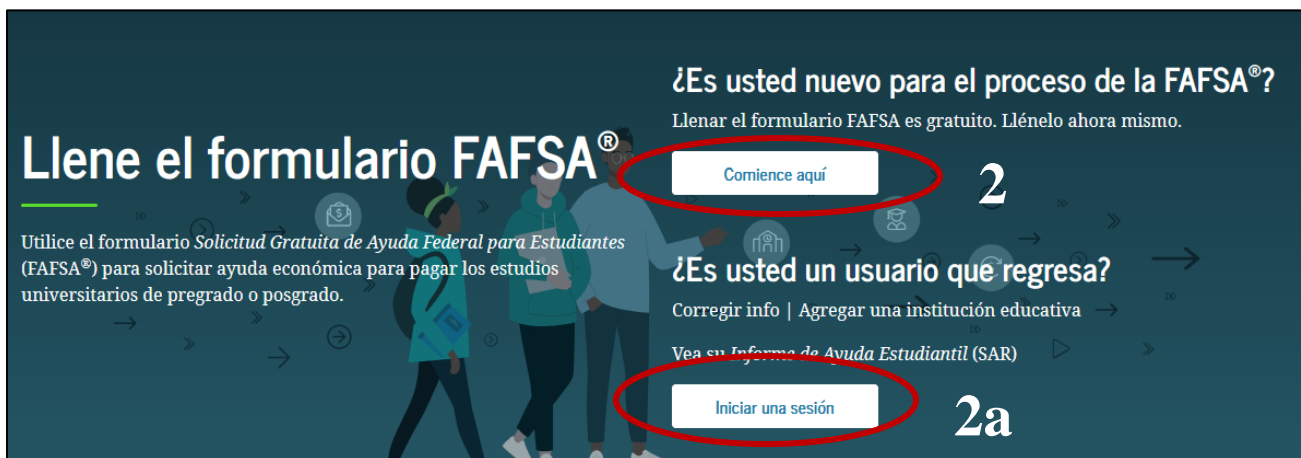 Llene el formulario FAFSA®
Utilice el formulario Solicitud Gratuita de Ayuda Federal para Estudiantes
(FAFSA®) para solicitar ayuda económica para pagar los estudios
universitarios de pregrado o posgrado.
¿Es usted nuevo para el proceso de la FAFSA®?
Llenar el formulario FAFSA es gratuito. Llénelo ahora mismo.
Comience aquí
2
¿Es usted un usuario que regresa?
Corregir info | Agregar una institución educativa
Vea su Informe de Ayuda Estudiantil (SAR)
Iniciar una sesión
2a